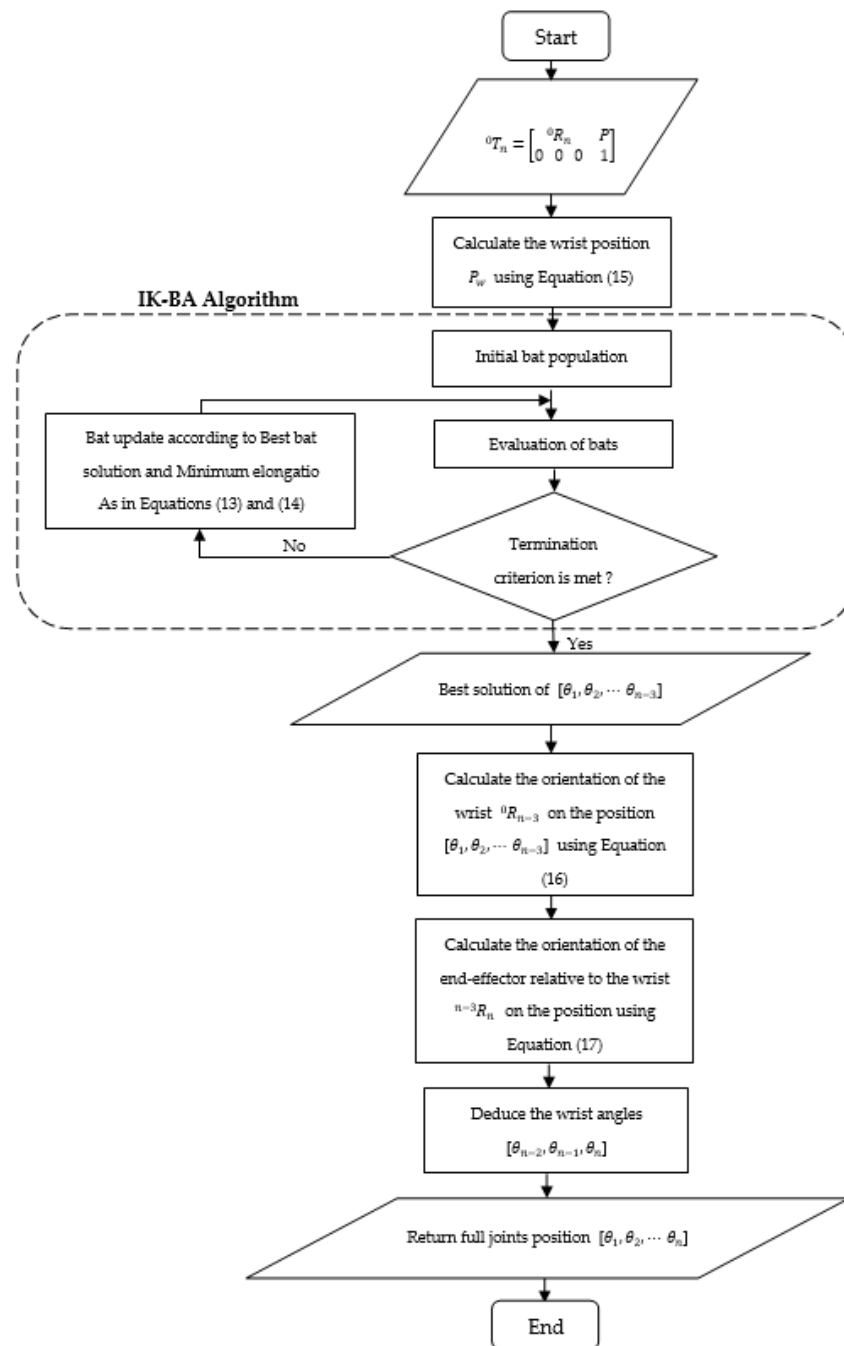 Start
⁰Tₙ = [⁰Rₙ P
0 0 0 1]
Calculate the wrist position
P_w using Equation (15)
IK-BA Algorithm
Initial bat population
Bat update according to Best bat
solution and Minimum elongatio
As in Equations (13) and (14)
Evaluation of bats
No
Termination
criterion is met ?
Yes
Best solution of [θ₁, θ₂, ⋯ θₙ₋₃]
Calculate the orientation of the
wrist ⁰Rₙ₋₃ on the position
[θ₁, θ₂, ⋯ θₙ₋₃] using Equation
(16)
Calculate the orientation of the
end-effector relative to the wrist
ⁿ⁻³Rₙ on the position using
Equation (17)
Deduce the wrist angles
[θₙ₋₂, θₙ₋₁, θₙ]
Return full joints position [θ₁, θ₂, ⋯ θₙ]
End